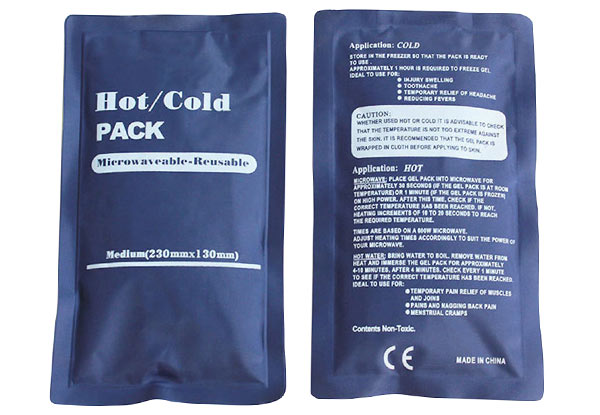 Hot/Cold
PACK
Microwaveable-Reusable
Medium(230mmx130mm)
Application: COLD
STORE IN THE FREEZER SO THAT THE PACK IS READY
TO USE .
APPROXIMATELY 1 HOUR IS REQUIRED TO FREEZE GEL
IDEAL TO USE FOR:
● INJURY SWELLING
● TOOTHACHE
● TEMPORARY RELIEF OF HEADACHE
● REDUCING FEVERS
CAUTION:
WHETHER USED HOT OR COLD IT IS ADVISABLE TO CHECK
THAT THE TEMPERATURE IS NOT TOO EXTREME AGAINST
THE SKIN, IT IS RECOMMENDED THAT THE GEL PACK IS
WRAPPED IN CLOTH BEFORE APPLYING TO SKIN.
Application: HOT
MICROWAVE: PLACE GEL PACK INTO MICROWAVE FOR
APPROXIMATELY 30 SECONDS (IF THE GEL PACK IS AT ROOM
TEMPERATURE) OR 1 MINUTE (IF THE GEL PACK IS FROZEN)
ON HIGH POWER. AFTER THIS TIME, CHECK IF THE
CORRECT TEMPERATURE HAS BEEN REACHED. IF NOT,
HEATING INCREMENTS OF 10 TO 20 SECONDS TO REACH
THE REQUIRED TEMPERATURE.
TIMES ARE BASED ON A 600W MICROWAVE.
ADJUST HEATING TIMES ACCORDINGLY TO SUIT THE POWER OF
YOUR MICROWAVE.
HOT WATER: BRING WATER TO BOIL. REMOVE WATER FROM
HEAT AND IMMERSE THE GEL PACK FOR APPROXIMATELY
4-10 MINUTES, AFTER 4 MINUTES. CHECK EVERY 1 MINUTE
TO SEE IF THE CORRECT TEMPERATURE HAS BEEN REACHED.
IDEAL TO USE FOR:
● TEMPORARY PAIN RELIEF OF MUSCLES
AND JOINS
● PAINS AND NAGGING BACK PAIN
● MENSTRUAL CRAMPS
Contents Non-Toxic.
CE
MADE IN CHINA